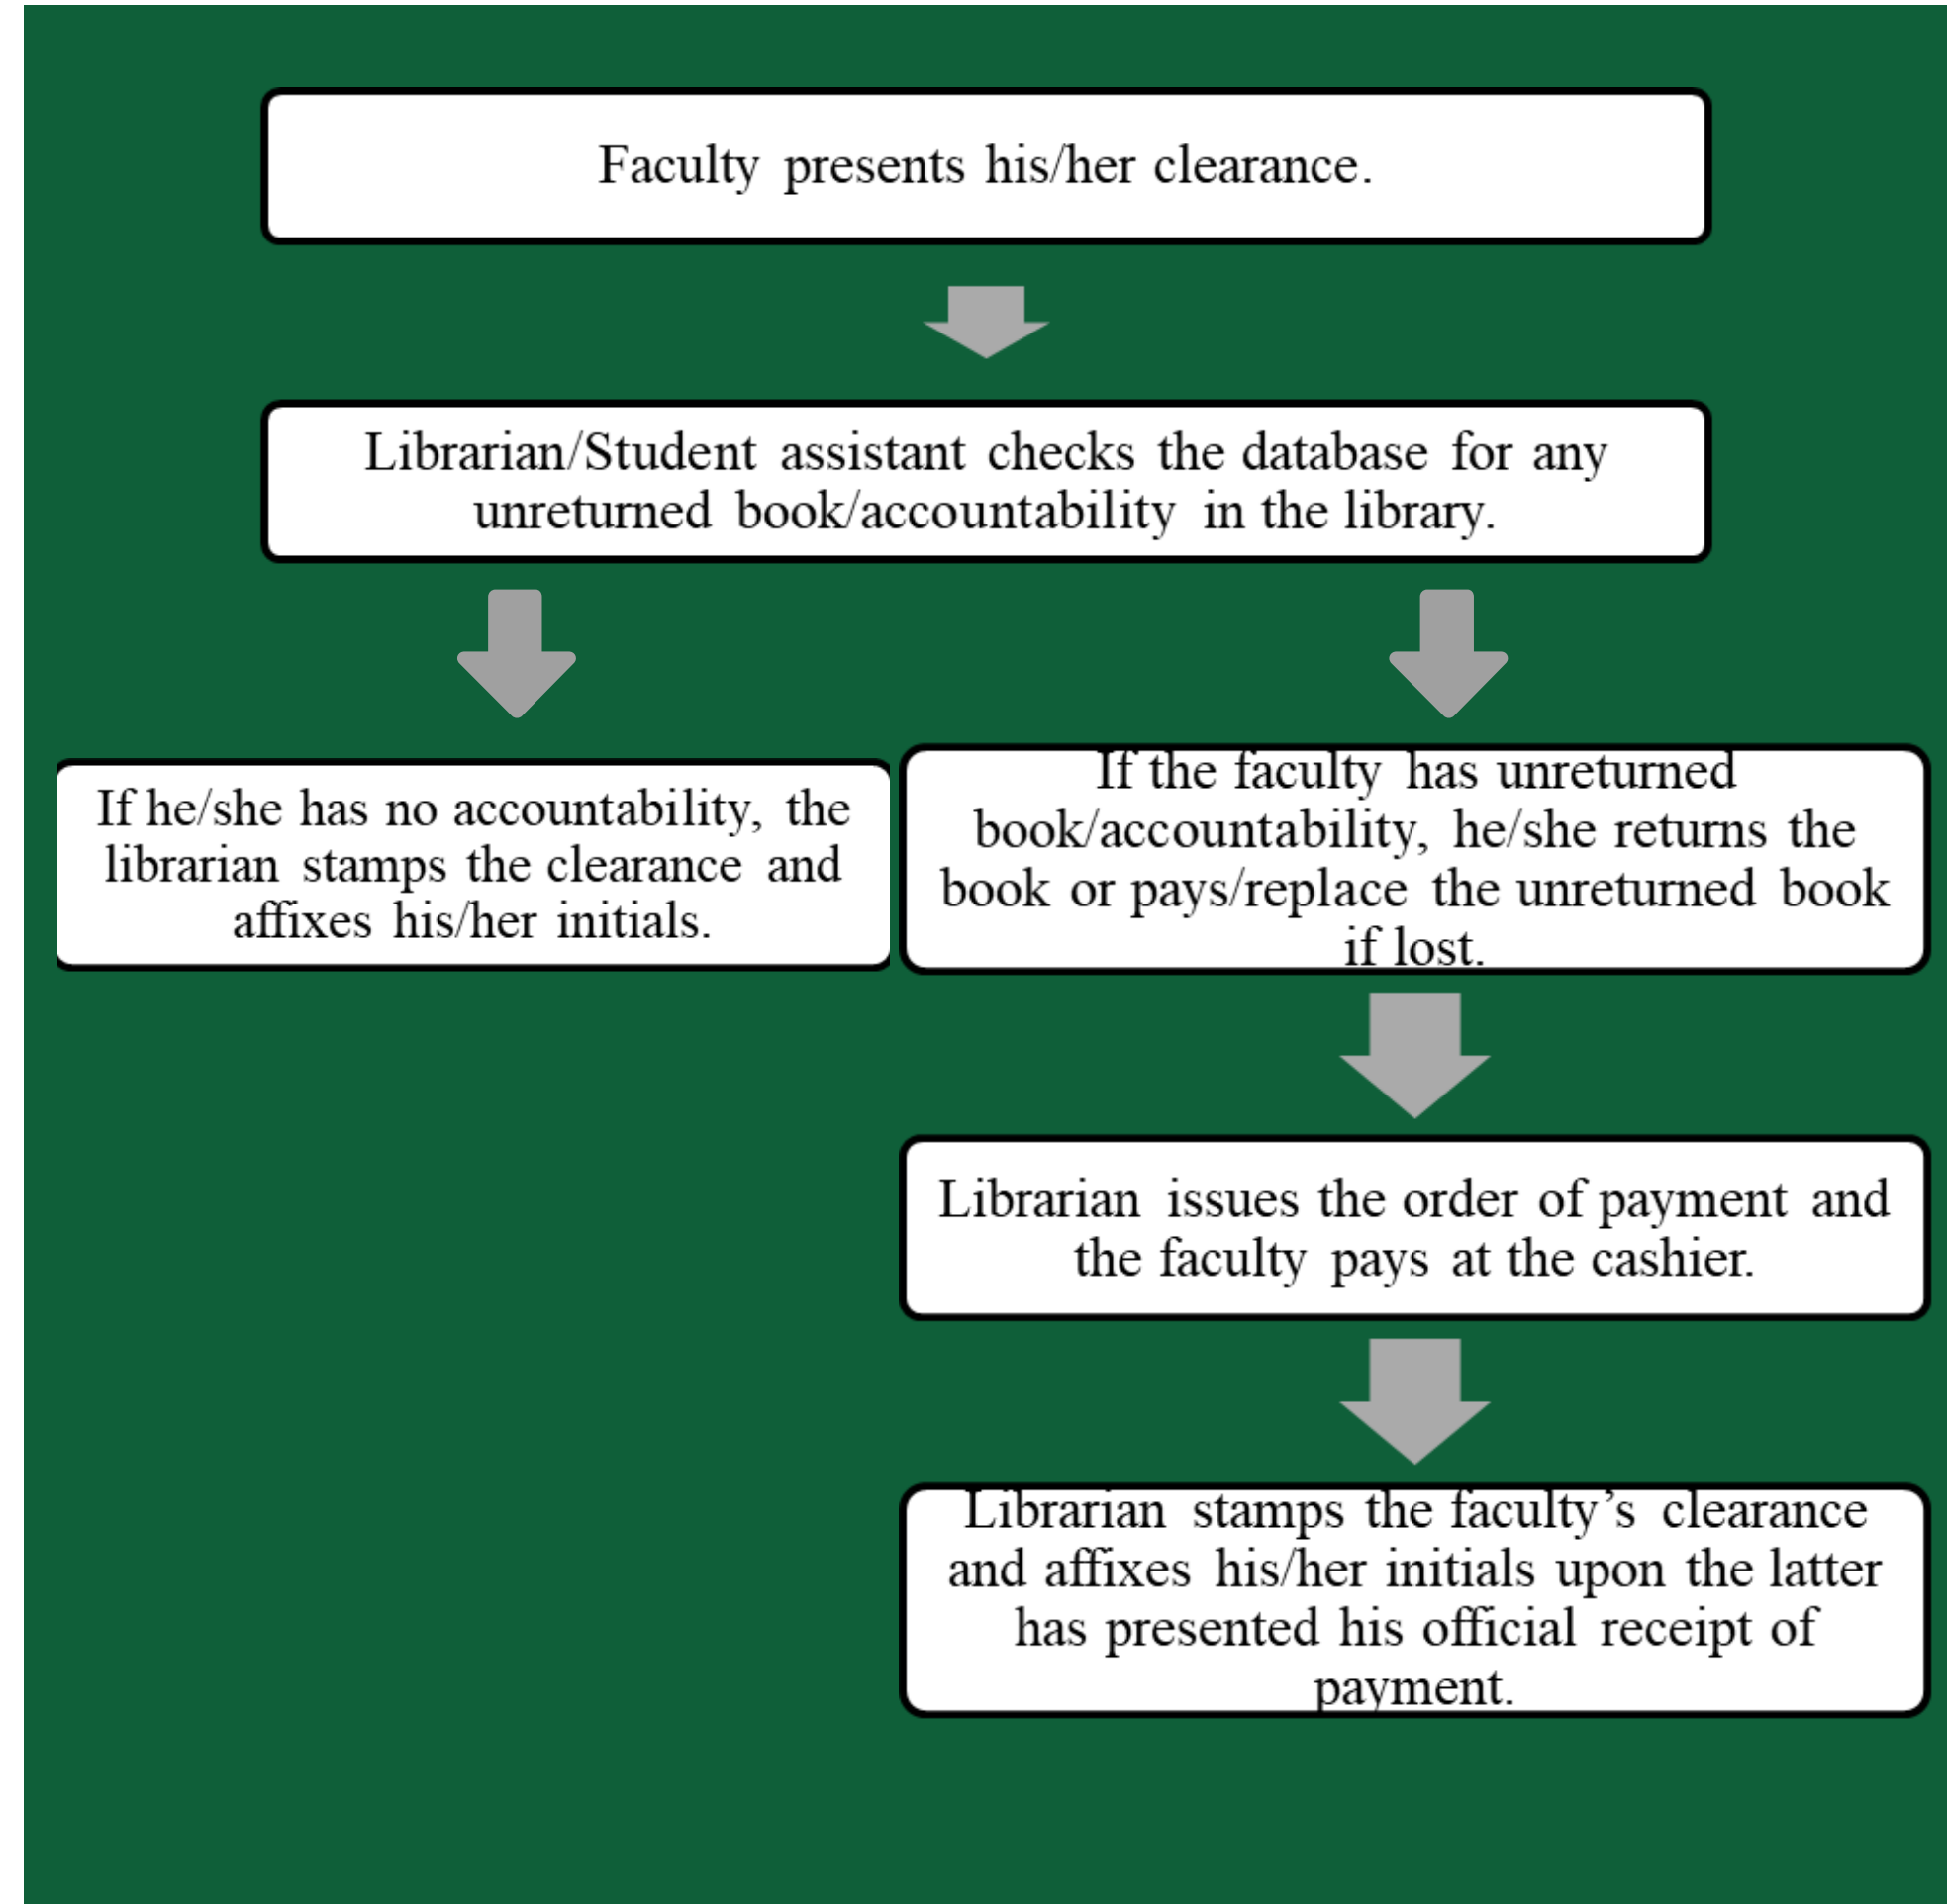 Faculty presents his/her clearance.
Librarian/Student assistant checks the database for any
unreturned book/accountability in the library.
If he/she has no accountability, the
librarian stamps the clearance and
affixes his/her initials.
If the faculty has unreturned
book/accountability, he/she returns the
book or pays/replace the unreturned book
if lost.
Librarian issues the order of payment and
the faculty pays at the cashier.
Librarian stamps the faculty’s clearance
and affixes his/her initials upon the latter
has presented his official receipt of
payment.